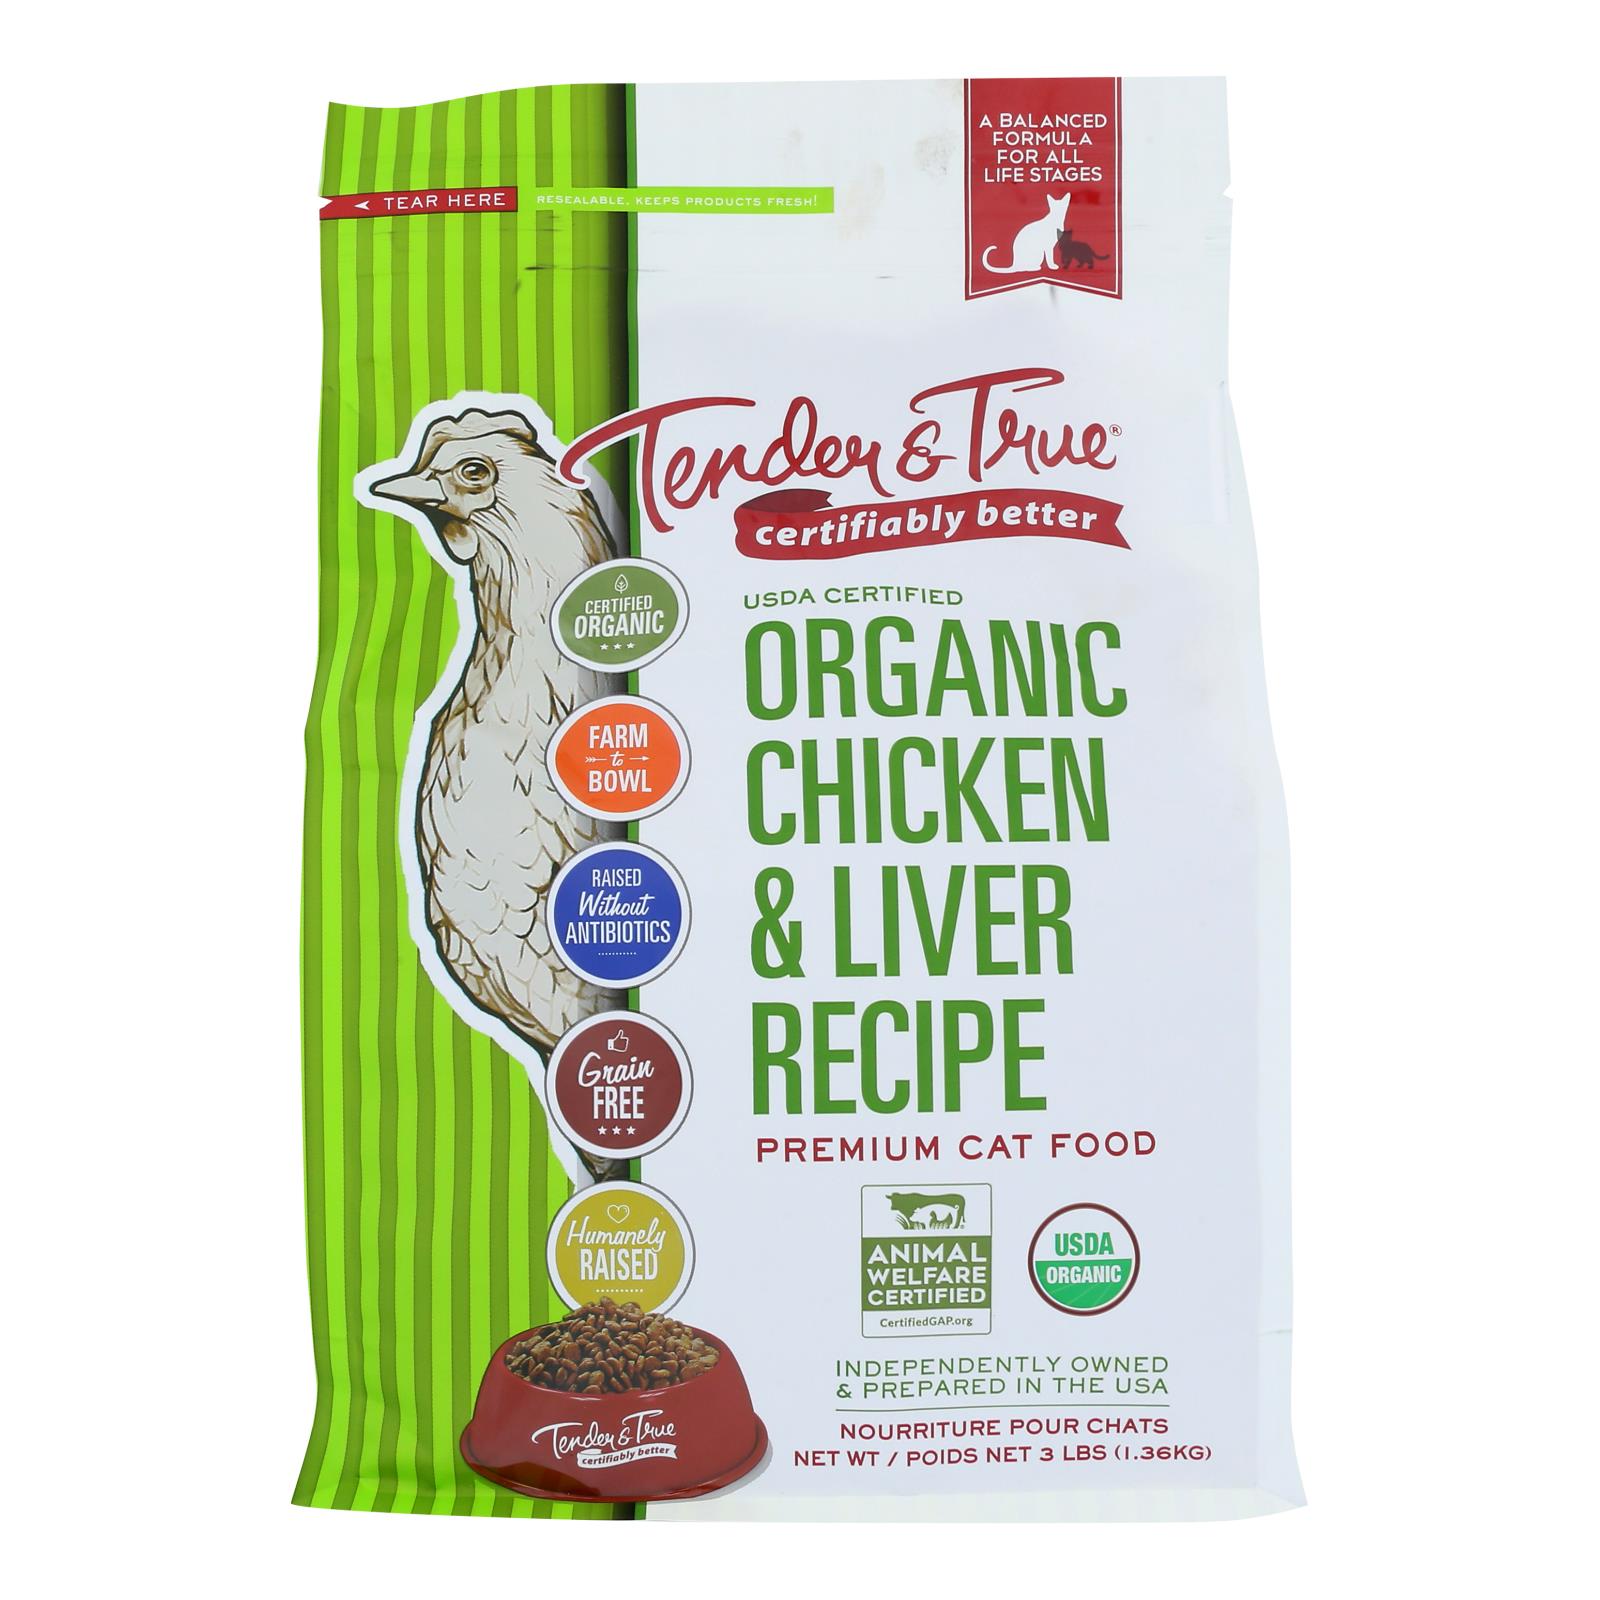 A BALANCED
FORMULA
FOR ALL
LIFE STAGES
TEAR HERE
RESEALABLE, KEEPS PRODUCTS FRESH!
Tender & True®
certifiably better
USDA CERTIFIED
ORGANIC
CHICKEN
& LIVER
RECIPE
PREMIUM CAT FOOD
CERTIFIED
ORGANIC
FARM
to
BOWL
RAISED
Without
ANTIBIOTICS
Grain
FREE
Humanely
RAISED
ANIMAL
WELFARE
CERTIFIED
CertifiedGAP.org
USDA
ORGANIC
INDEPENDENTLY OWNED
& PREPARED IN THE USA
NOURRITURE POUR CHATS
NET WT / POIDS NET 3 LBS (1.36KG)
Tender & True
certifiably better